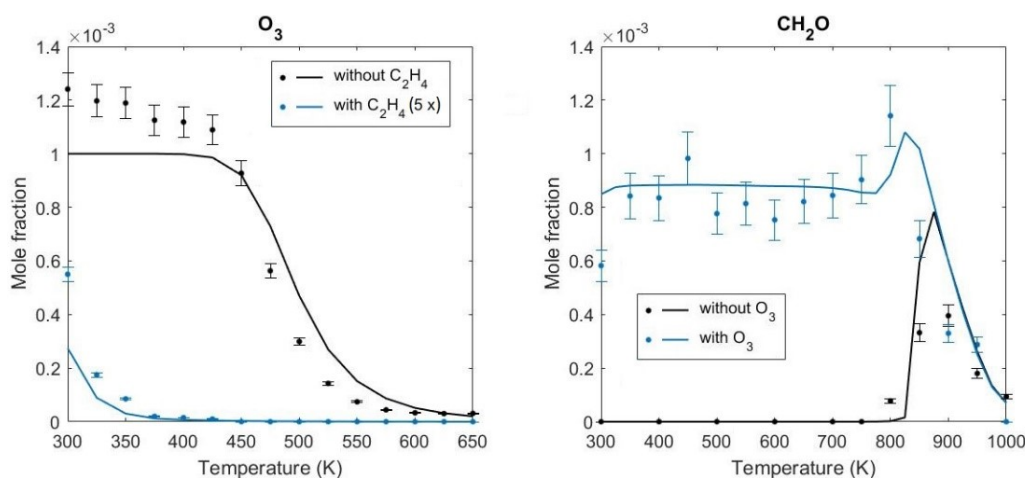 O3
×10-3
1.4
1.2
1
0.8
0.6
0.4
0.2
0
Mole fraction
without C2H4
with C2H4 (5 x)
300 350 400 450 500 550 600 650
Temperature (K)
CH2O
×10-3
1.4
1.2
1
0.8
0.6
0.4
0.2
0
Mole fraction
without O3
with O3
300 400 500 600 700 800 900 1000
Temperature (K)